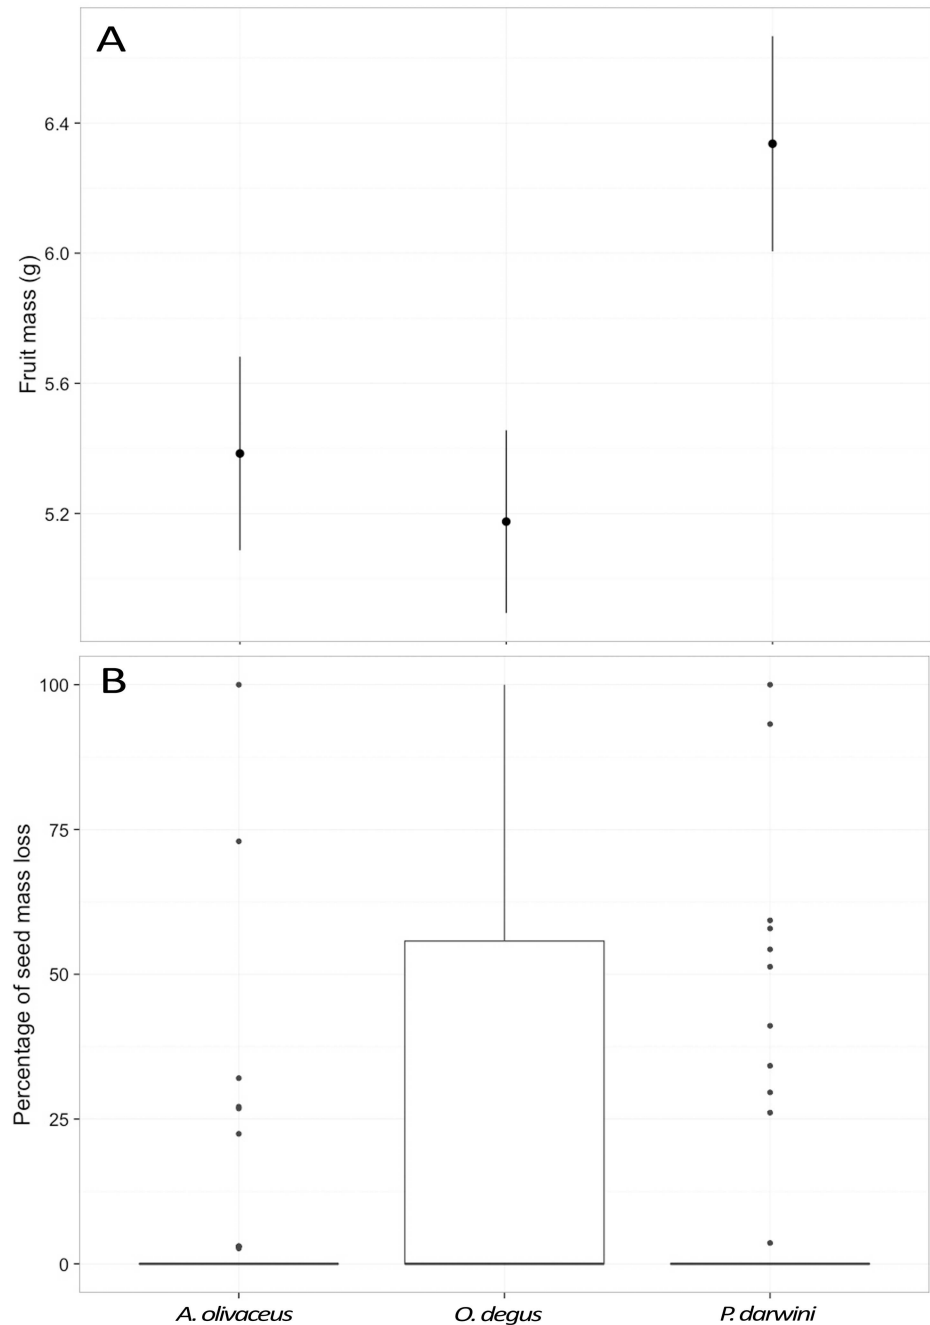 A
6.4
6.0
5.6
5.2
Fruit mass (g)
B
100
75
50
25
0
Percentage of seed mass loss
A. olivaceus O. degus P. darwini